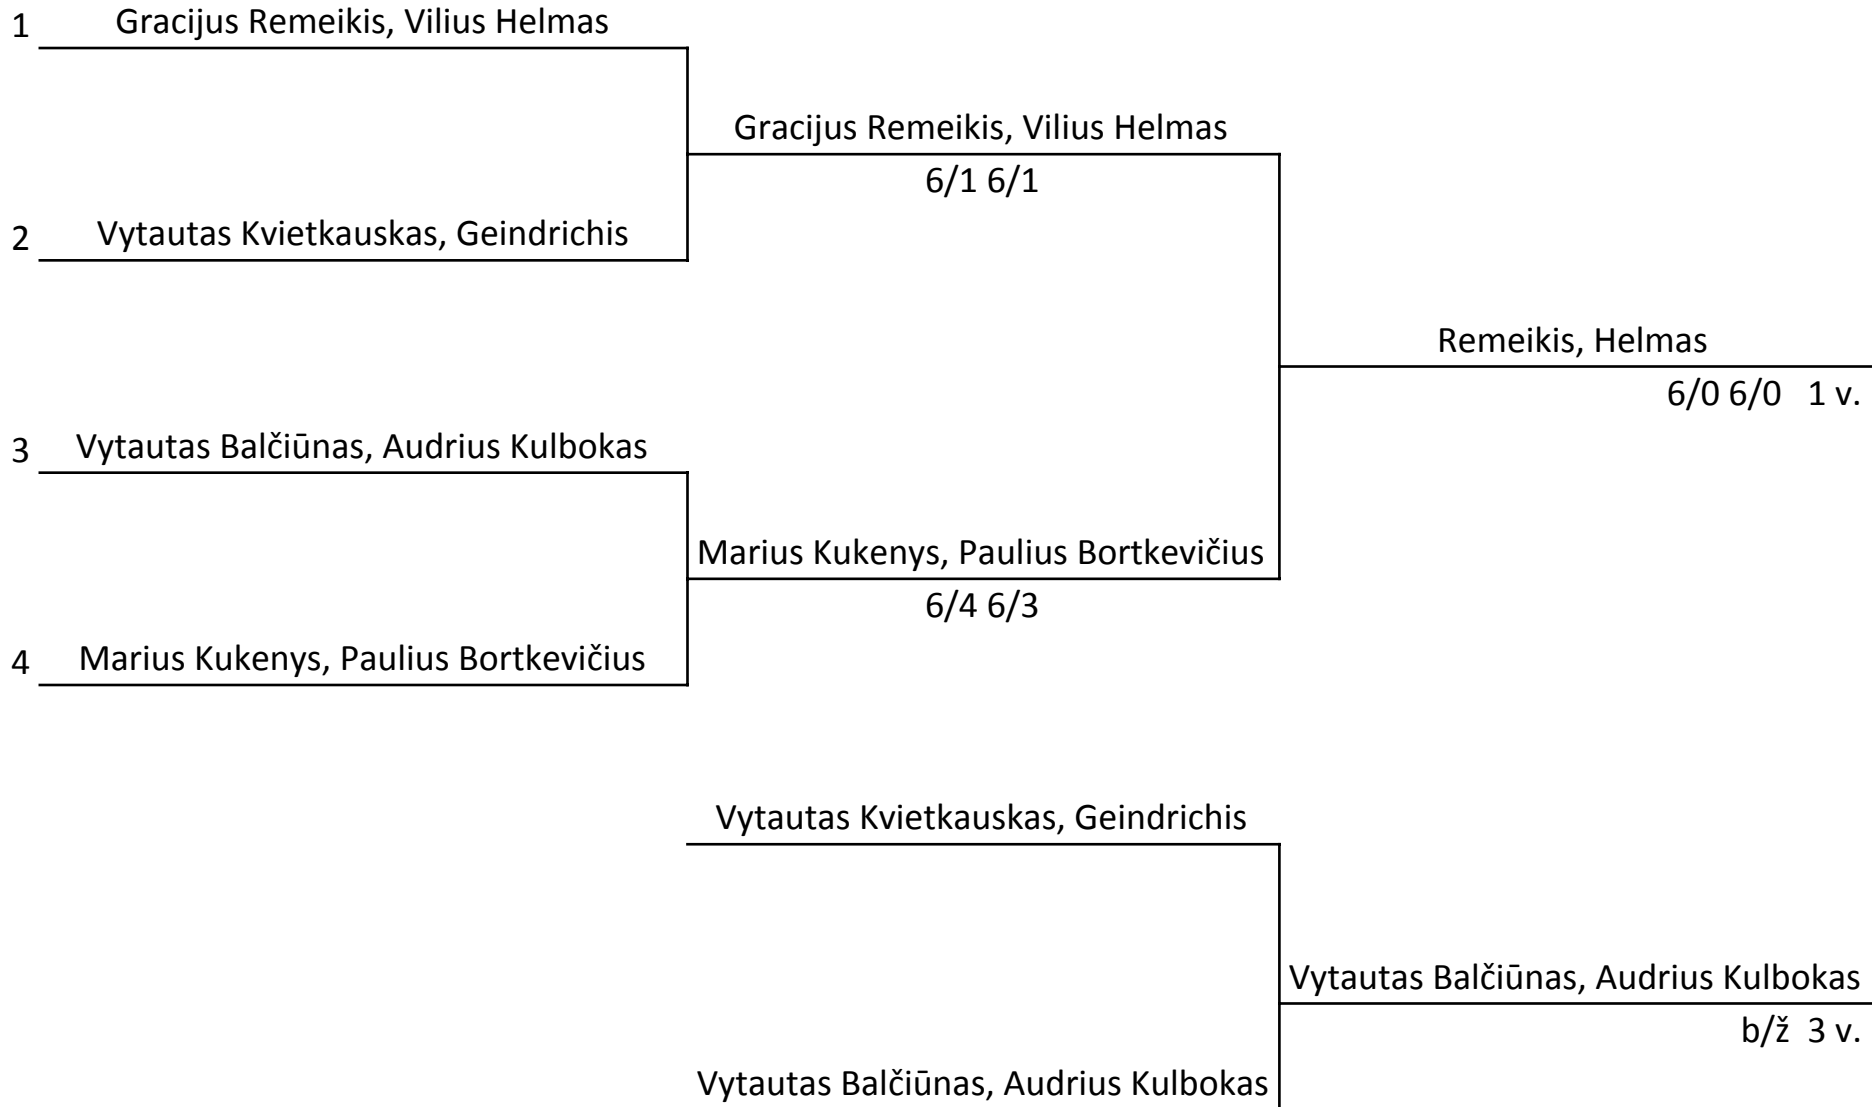 1 Gracijus Remeikis, Vilius Helmas
Gracijus Remeikis, Vilius Helmas
6/1 6/1
2 Vytautas Kvietkauskas, Geindrichis
Remeikis, Helmas
6/0 6/0 1 v.
3 Vytautas Balčiūnas, Audrius Kulbokas
Marius Kukenys, Paulius Bortkevičius
6/4 6/3
4 Marius Kukenys, Paulius Bortkevičius
Vytautas Kvietkauskas, Geindrichis
Vytautas Balčiūnas, Audrius Kulbokas
b/ž 3 v.
Vytautas Balčiūnas, Audrius Kulbokas